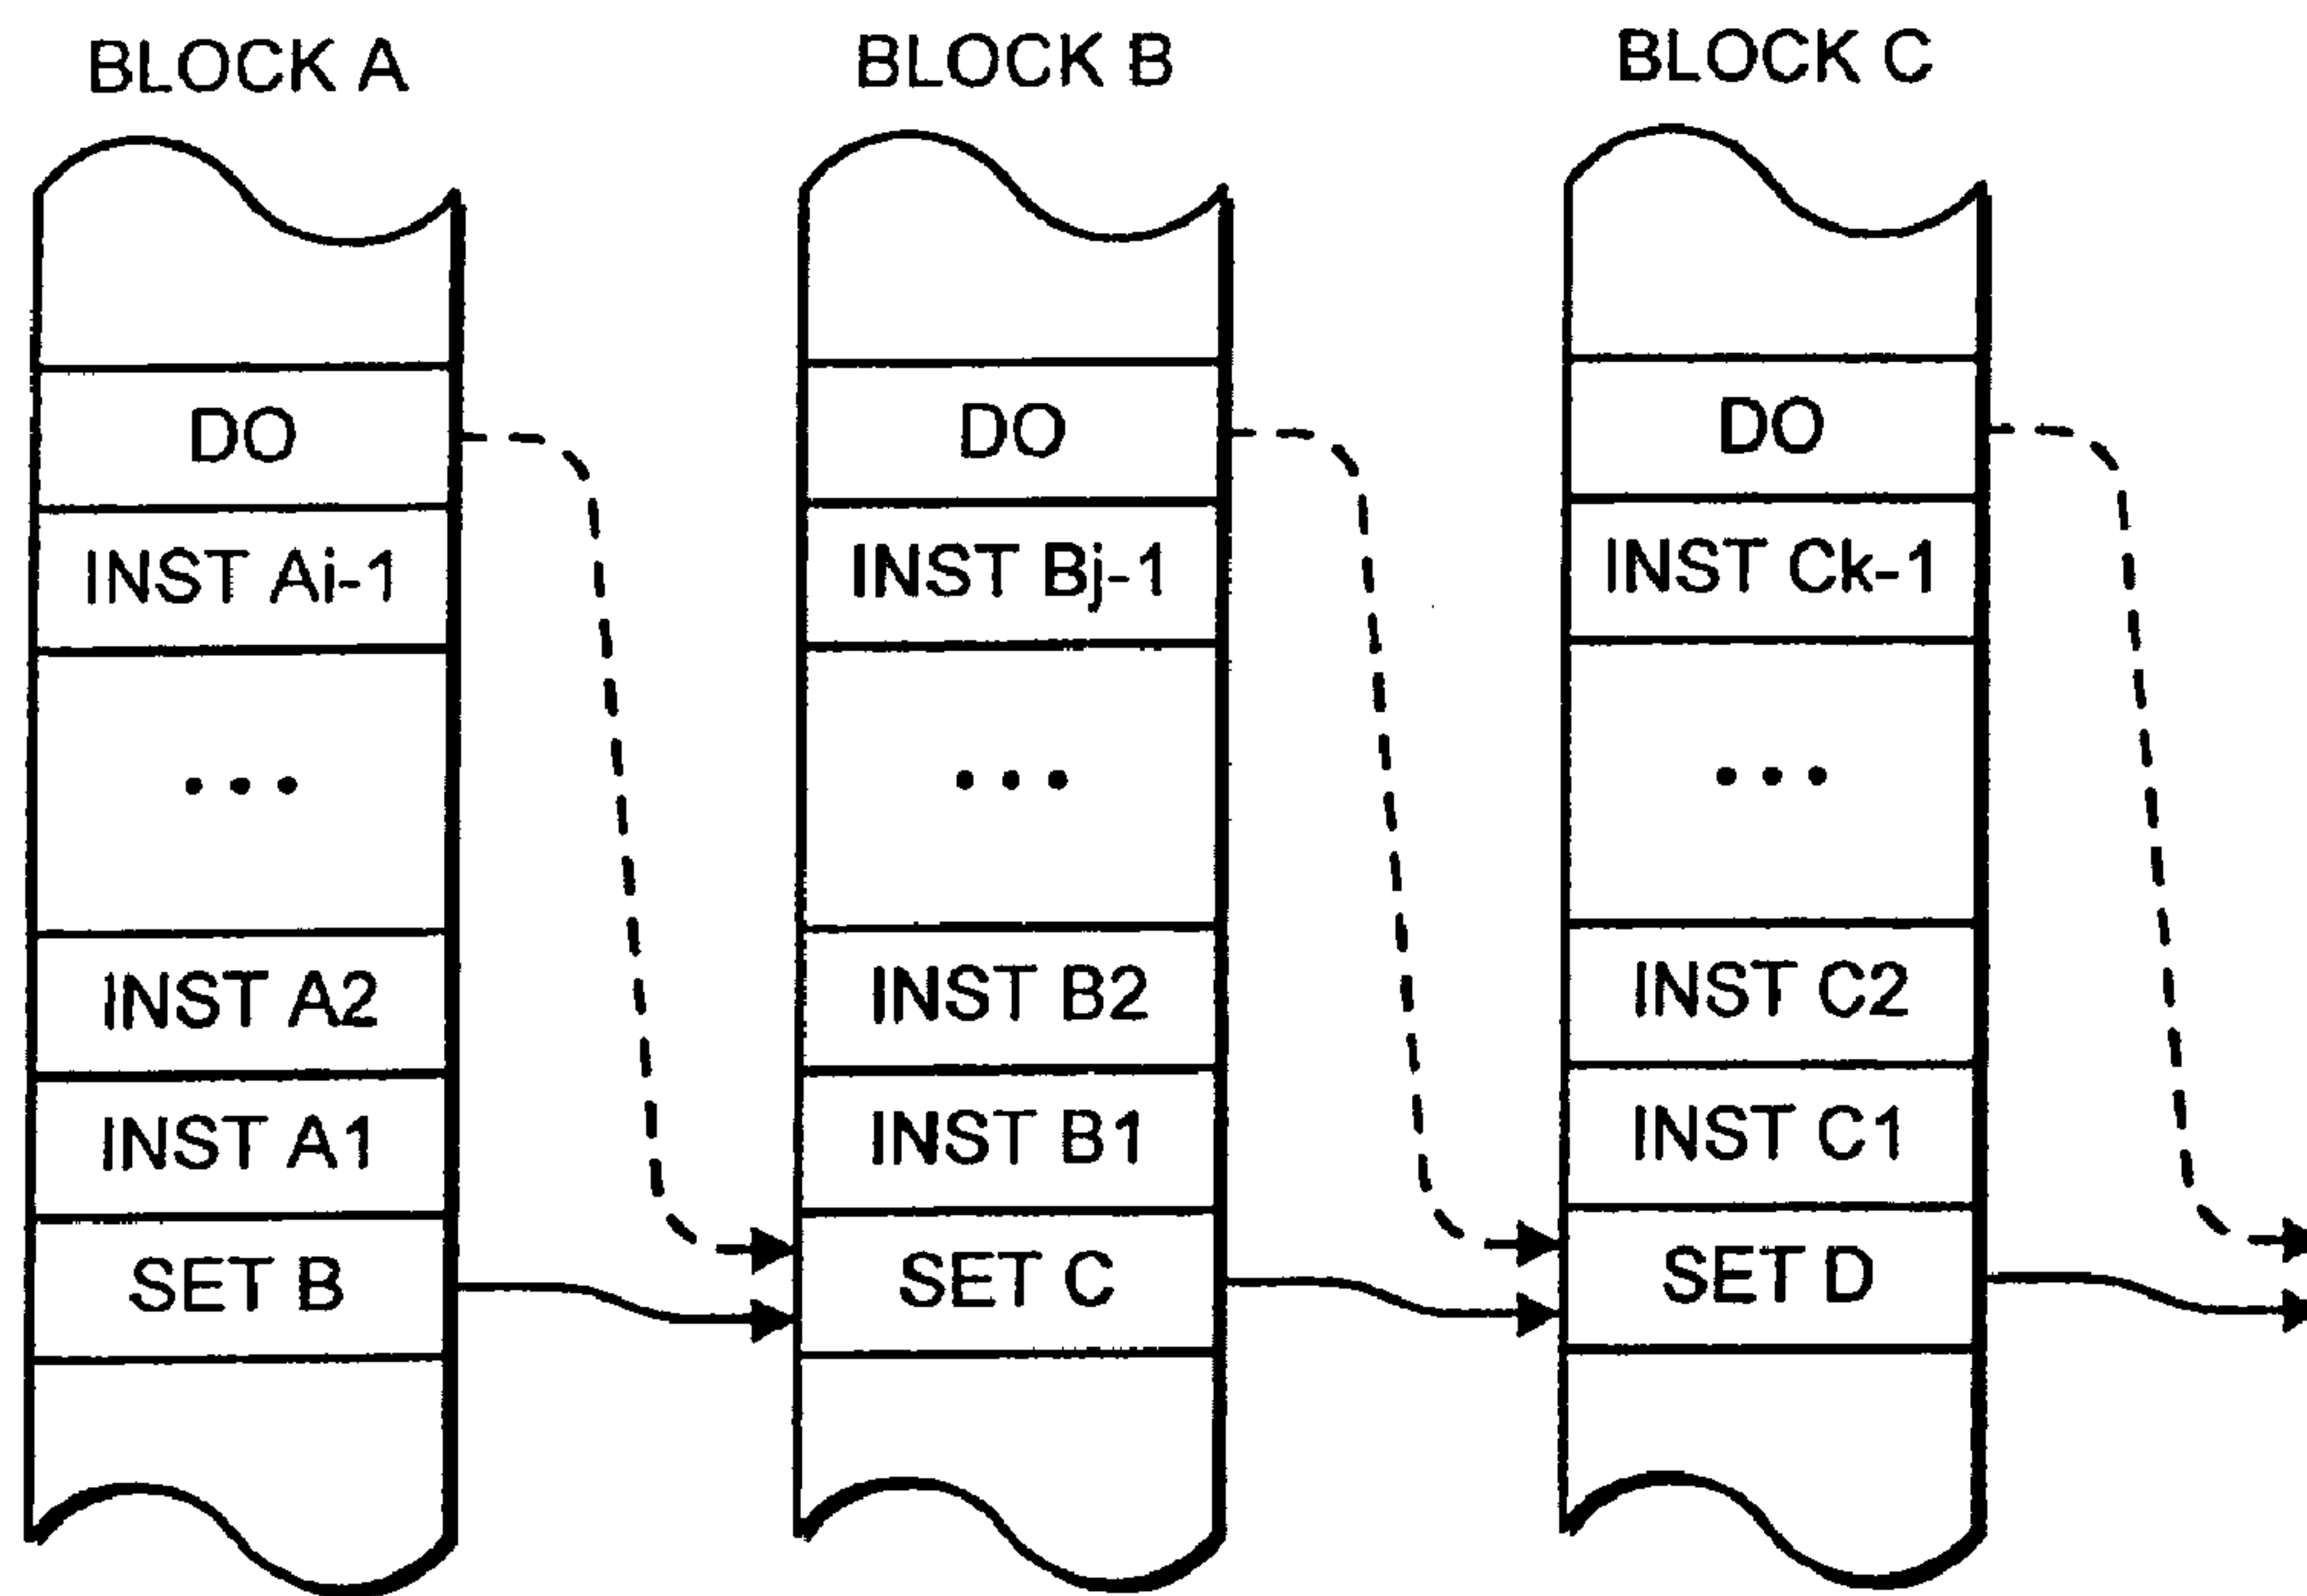 BLOCK A
DO
INST Ai-1
• • •
INST A2
INST A1
SET B
BLOCK B
DO
INST Bj-1
• • •
INST B2
INST B1
SET C
BLOCK C
DO
INST Ck-1
• • •
INST C2
INST C1
SET D